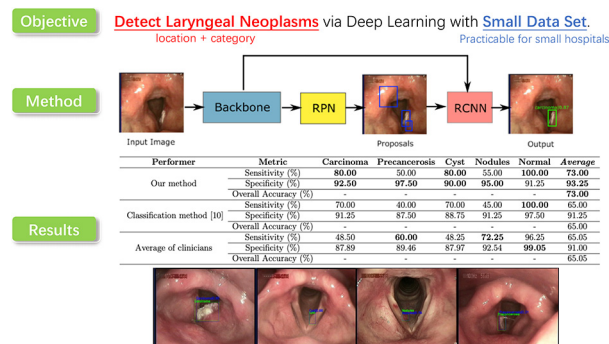 Objective
Detect Laryngeal Neoplasms via Deep Learning with Small Data Set.
location + category
Practicable for small hospitals
Method
Backbone
RPN
RCNN
Input Image
Proposals
Output
Results
Performer Metric Carcinoma Precancerosis Cyst Nodules Normal Average
Sensitivity (%) 80.00 50.00 80.00 55.00 100.00 73.00
Our method Specificity (%) 92.50 97.50 90.00 95.00 91.25 93.25
Overall Accuracy (%) - - - - - 73.00
Sensitivity (%) 70.00 40.00 70.00 45.00 100.00 65.00
Classification method [10] Specificity (%) 91.25 87.50 88.75 91.25 97.50 91.25
Overall Accuracy (%) - - - - - 65.00
Sensitivity (%) 48.50 60.00 48.25 72.25 96.25 65.05
Average of clinicians Specificity (%) 87.89 89.46 87.97 92.54 99.05 91.00
Overall Accuracy (%) - - - - - 65.05